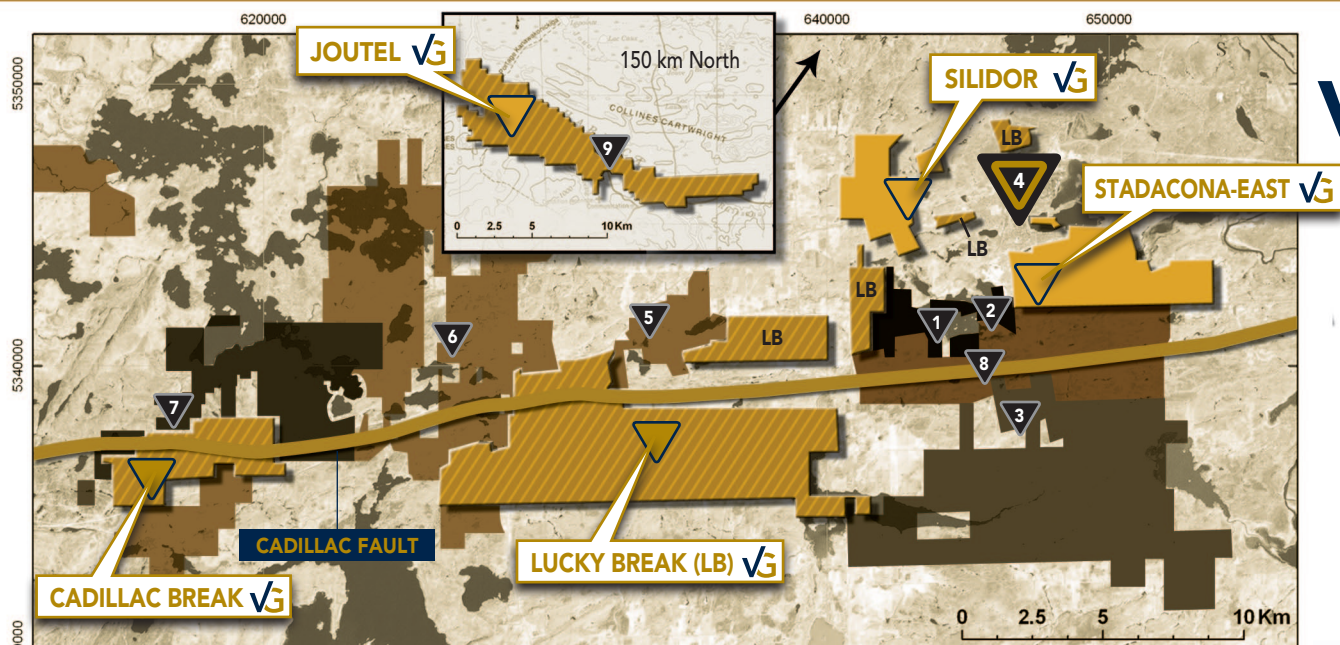 620000
640000
650000
5350000
5340000
JOUTEL VG
150 km North
COLLINES CARTWRIGHT
9
0 2.5 5 10 Km
SILIDOR VG
LB
4
STADACONA-EAST VG
LB
LB
1
2
5
6
LB
8
7
3
CADILLAC FAULT
LUCKY BREAK (LB) VG
CADILLAC BREAK VG
0 2.5 5 10 Km